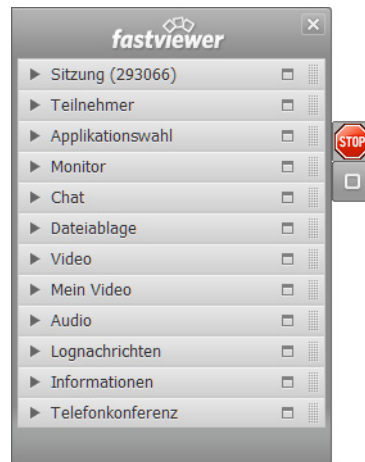 fastviewer
Sitzung (293066)
Teilnehmer
Applikationswahl
STOP
Monitor
Chat
Dateiablage
Video
Mein Video
Audio
Lognachrichten
Informationen
Telefonkonferenz